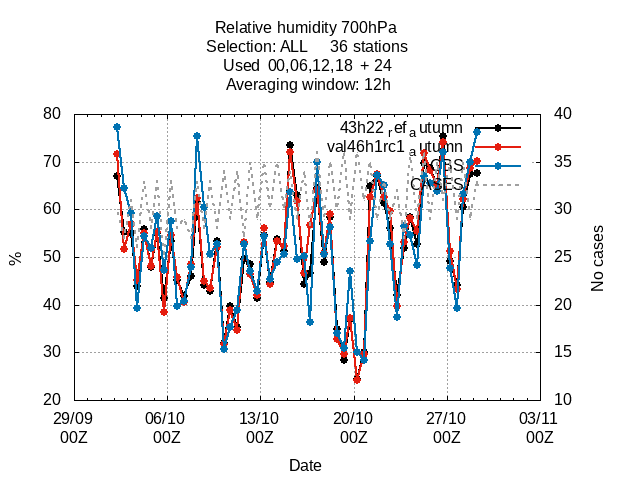 Relative humidity 700hPa
Selection: ALL 36 stations
Used 00,06,12,18 + 24
Averaging window: 12h
80 40
43h22_ref_autumn
val46h1rc1_autumn
70 35
OBS
CASES
60 30
% 50 25 No cases
40 20
30 15
20 10
29/09 06/10 13/10 20/10 27/10 03/11
00Z 00Z 00Z 00Z 00Z 00Z
Date